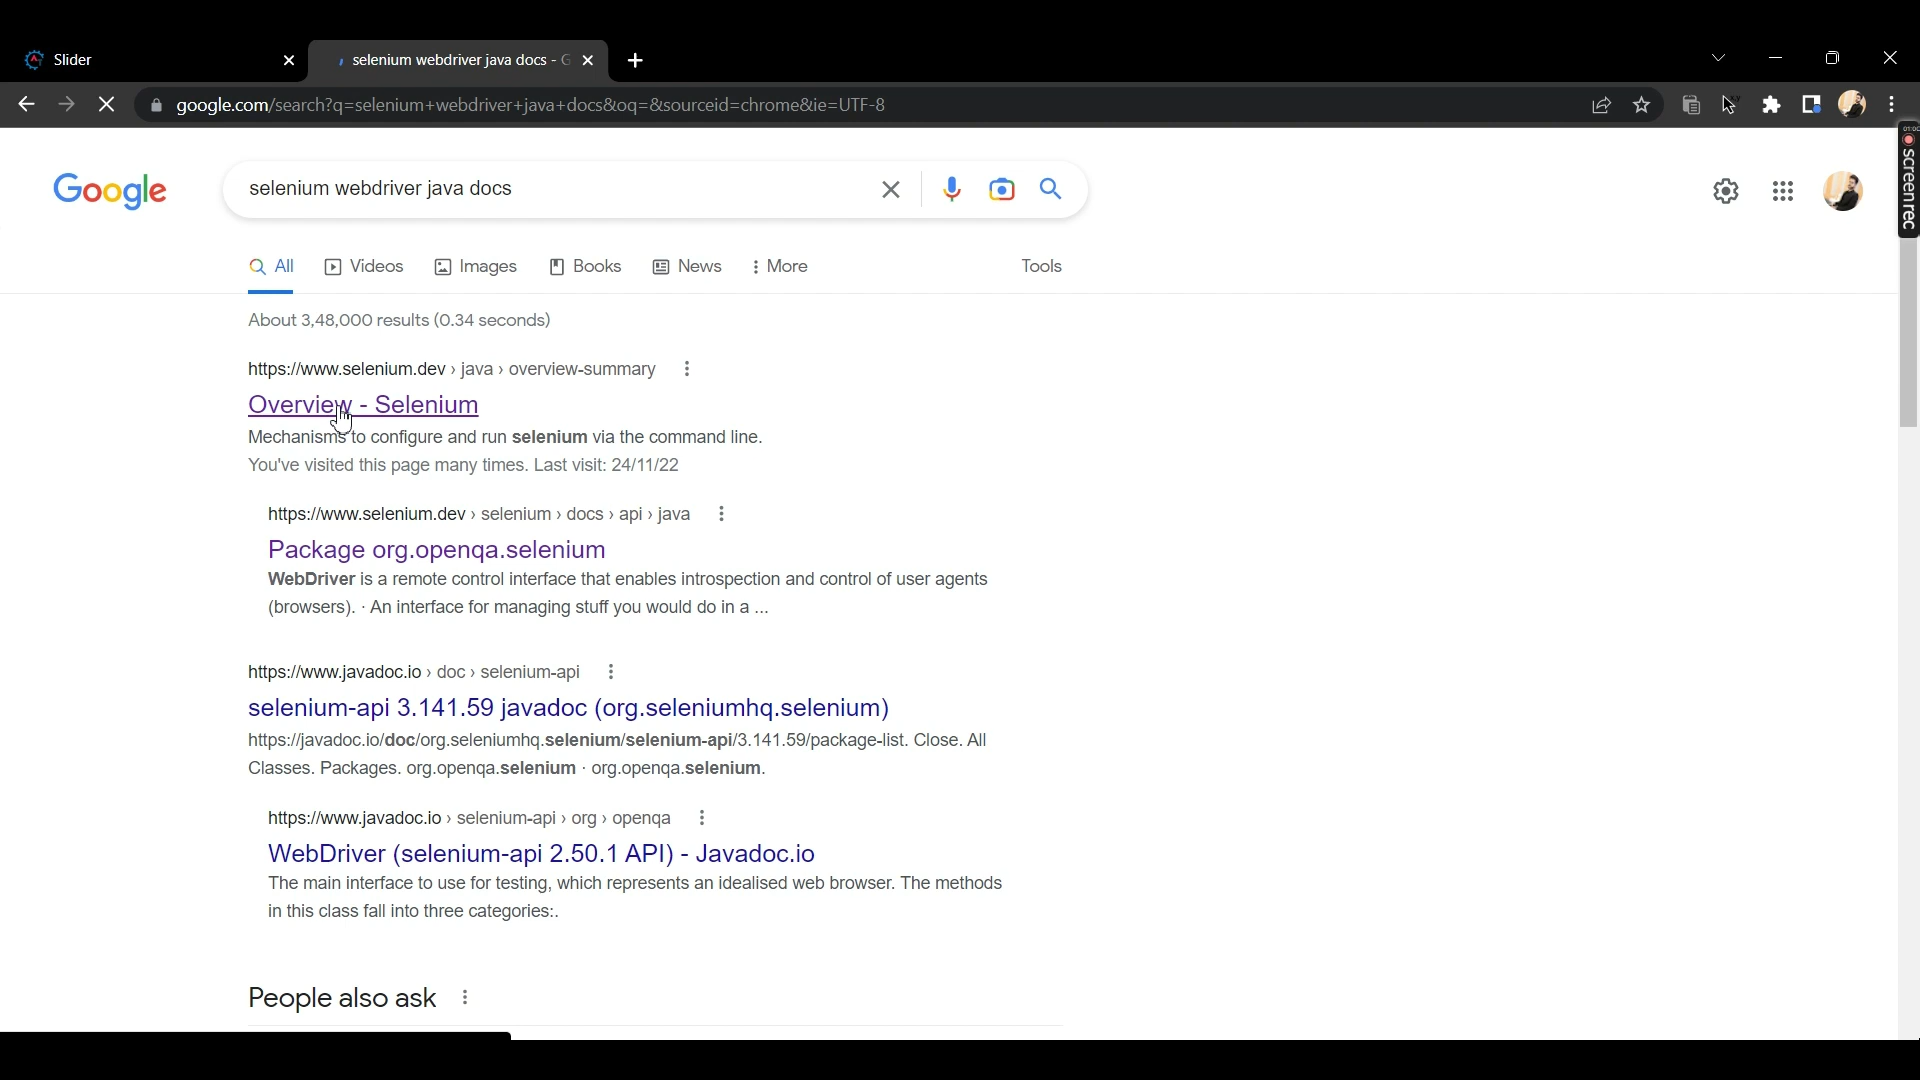 Slider
selenium webdriver java docs - G
google.com/search?q=selenium+webdriver+java+docs&oq=&sourceid=chrome&ie=UTF-8
01:00
screenrec
Google
selenium webdriver java docs
All Videos Images Books News More Tools
About 3,48,000 results (0.34 seconds)
https://www.selenium.dev › java › overview-summary
Overview - Selenium
Mechanisms to configure and run selenium via the command line.
You've visited this page many times. Last visit: 24/11/22
https://www.selenium.dev › selenium › docs › api › java
Package org.openqa.selenium
WebDriver is a remote control interface that enables introspection and control of user agents
(browsers). · An interface for managing stuff you would do in a ...
https://www.javadoc.io › doc › selenium-api
selenium-api 3.141.59 javadoc (org.seleniumhq.selenium)
https://javadoc.io/doc/org.seleniumhq.selenium/selenium-api/3.141.59/package-list. Close. All
Classes. Packages. org.openqa.selenium · org.openqa.selenium.
https://www.javadoc.io › selenium-api › org › openqa
WebDriver (selenium-api 2.50.1 API) - Javadoc.io
The main interface to use for testing, which represents an idealised web browser. The methods
in this class fall into three categories:.
People also ask